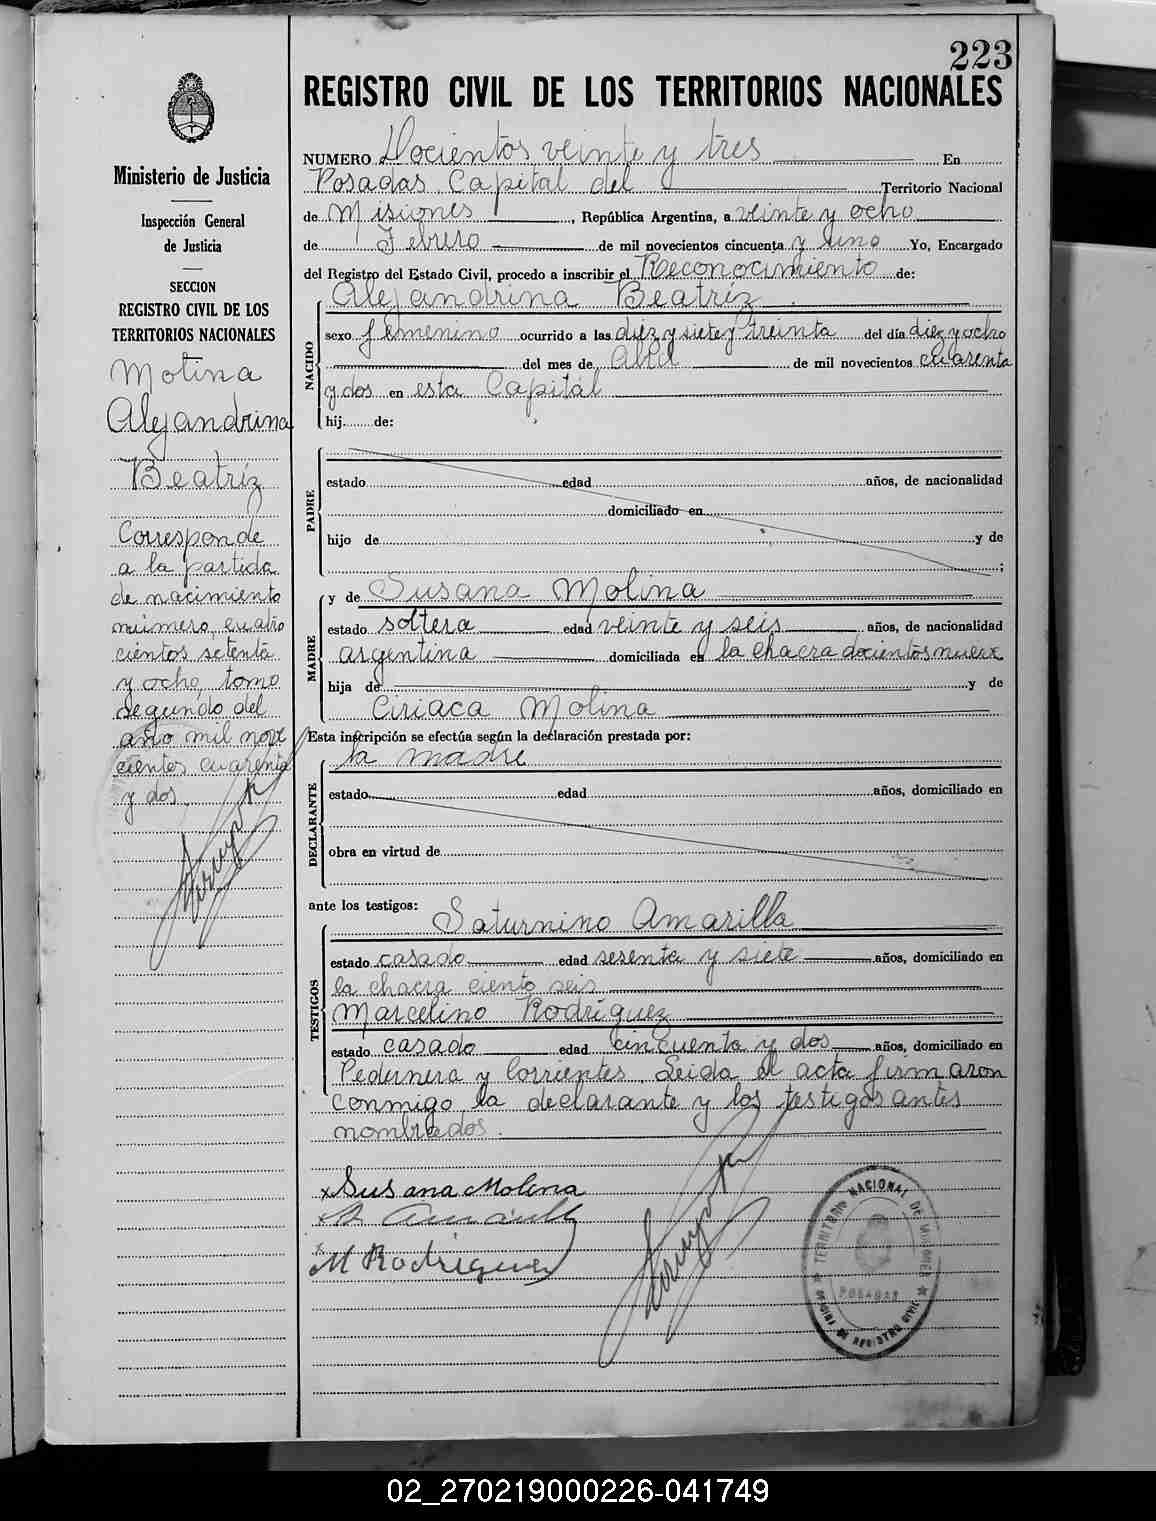 223
REGISTRO CIVIL DE LOS TERRITORIOS NACIONALES
Ministerio de Justicia
Inspección General
de Justicia
SECCION
REGISTRO CIVIL DE LOS
TERRITORIOS NACIONALES
Molina
Alejandrina
Beatríz
Corresponde
a la partida
de nacimiento
número, cuatro
cientos setenta
y ocho, tomo
segundo del
año mil nove
cientos cuarenta
y dos.
NUMERO Docientos veinte y tres En
Posadas Capital del Territorio Nacional
de Misiones, República Argentina, a veinte y ocho
de Febrero de mil novecientos cincuenta y uno Yo, Encargado
del Registro del Estado Civil, procedo a inscribir el Reconocimiento de:
Alejandrina Beatríz
NACIDO
sexo femenino ocurrido a las diez y siete y treinta del día diez y ocho
del mes de Abril de mil novecientos cuarenta
y dos en esta Capital
hij de:
PADRE
estado edad años, de nacionalidad
domiciliado en
hijo de y de
;
MADRE
y de Susana Molina
estado soltera edad veinte y seis años, de nacionalidad
argentina domiciliada en la chacra docientos nueve
hija de y de
Ciriaca Molina
Esta inscripción se efectúa según la declaración prestada por:
la madre
DECLARANTE
estado edad años, domiciliado en
obra en virtud de
ante los testigos:
Saturnino Amarilla
TESTIGOS
estado casado edad sesenta y siete años, domiciliado en
la chacra ciento seis
Marcelino Rodríguez
estado casado edad cincuenta y dos años, domiciliado en
Pedernera y Corrientes. Leida el acta firmaron
conmigo, la declarante y los testigos antes
nombrados.
x Susana Molina
x S. Amarilla
x M Rodriguez
TERRITORIO NACIONAL DE MISIONES
POSADAS
OFICINA DE REGISTRO CIVIL
02_270219000226-041749